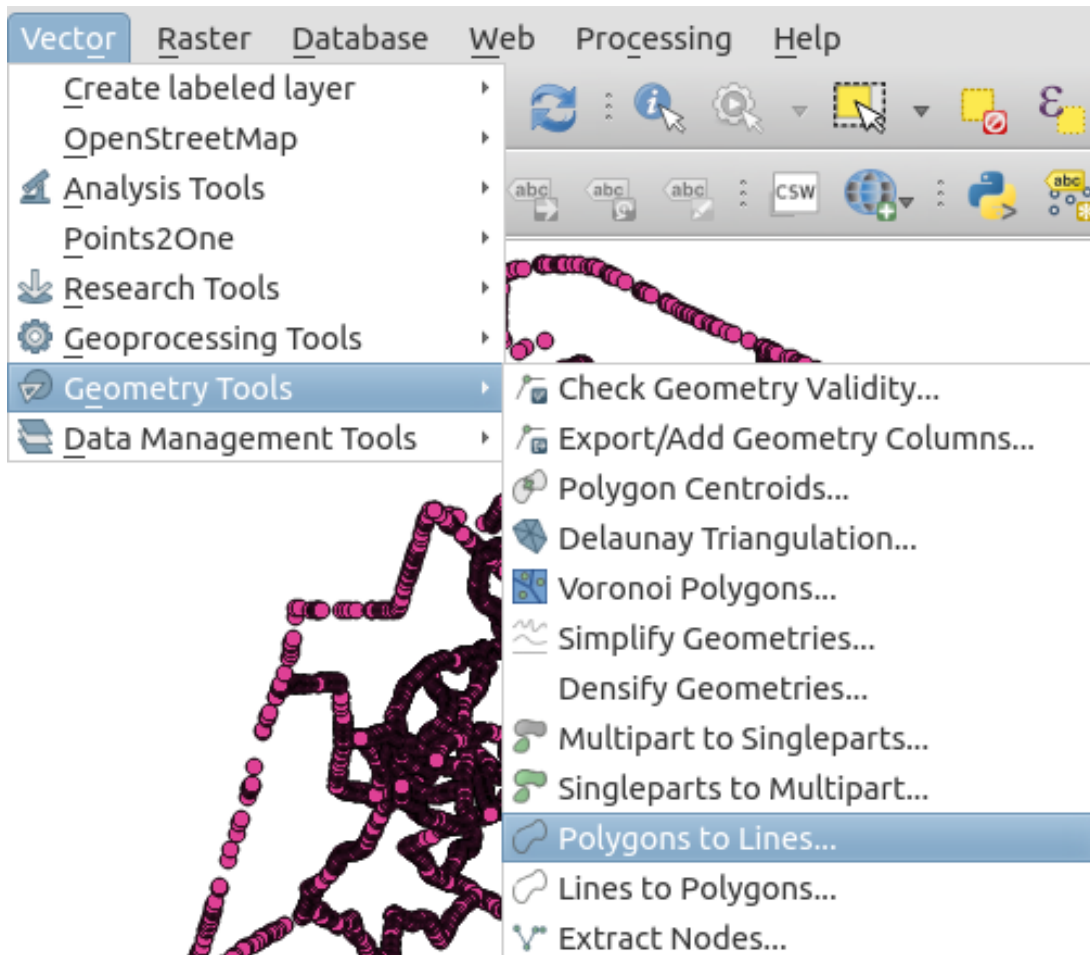 Vector Raster Database Web Processing Help
Create labeled layer
OpenStreetMap
Analysis Tools
Points2One
Research Tools
Geoprocessing Tools
Geometry Tools
Data Management Tools
abc abc abc CSW abc
Check Geometry Validity...
Export/Add Geometry Columns...
Polygon Centroids...
Delaunay Triangulation...
Voronoi Polygons...
Simplify Geometries...
Densify Geometries...
Multipart to Singleparts...
Singleparts to Multipart...
Polygons to Lines...
Lines to Polygons...
Extract Nodes...